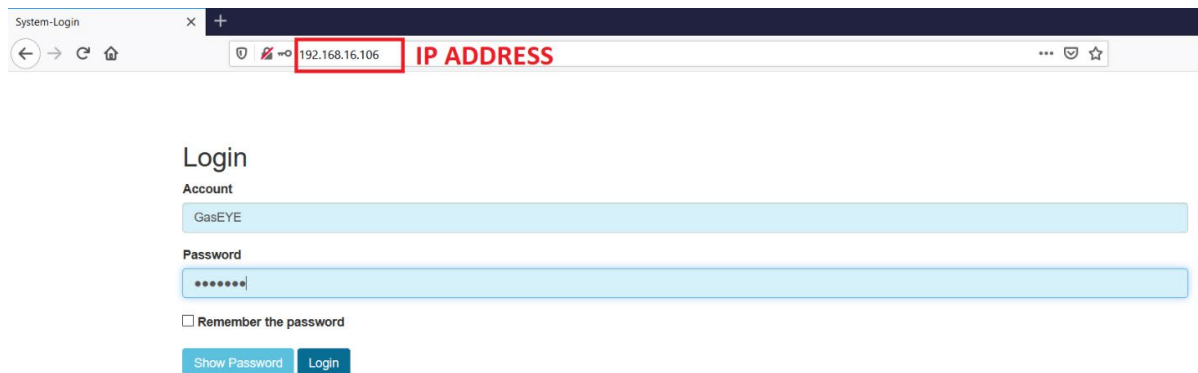 System-Login
192.168.16.106 IP ADDRESS
Login
Account
GasEYE
Password
•••••••
Remember the password
Show Password Login